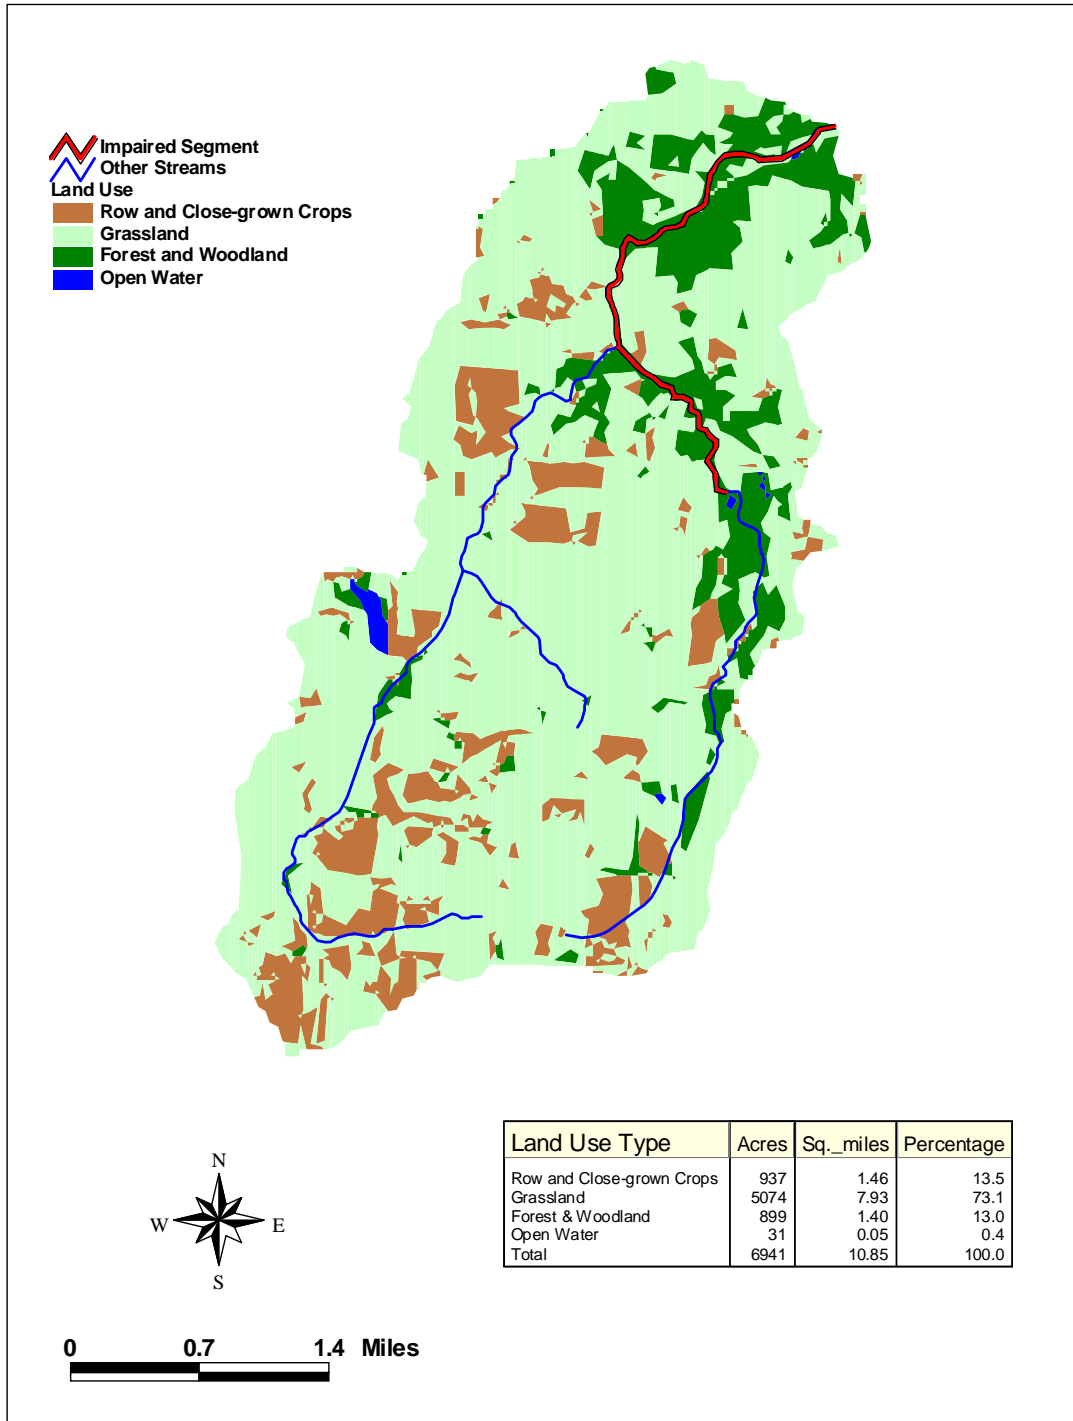 Impaired Segment
Other Streams
Land Use
Row and Close-grown Crops
Grassland
Forest and Woodland
Open Water
Land Use Type Acres Sq._miles Percentage
Row and Close-grown Crops 937 1.46 13.5
Grassland 5074 7.93 73.1
Forest & Woodland 899 1.40 13.0
Open Water 31 0.05 0.4
Total 6941 10.85 100.0
N
W E
S
0 0.7 1.4 Miles